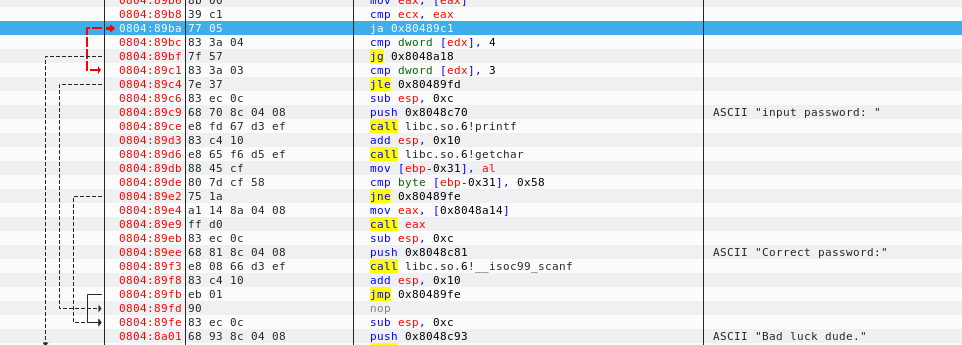 0804:89b6 8b 00 mov eax, [eax]
0804:89b8 39 c1 cmp ecx, eax
0804:89ba 77 05 ja 0x80489c1
0804:89bc 83 3a 04 cmp dword [edx], 4
0804:89bf 7f 57 jg 0x8048a18
0804:89c1 83 3a 03 cmp dword [edx], 3
0804:89c4 7e 37 jle 0x80489fd
0804:89c6 83 ec 0c sub esp, 0xc
0804:89c9 68 70 8c 04 08 push 0x8048c70 ASCII "input password: "
0804:89ce e8 fd 67 d3 ef call libc.so.6!printf
0804:89d3 83 c4 10 add esp, 0x10
0804:89d6 e8 65 f6 d5 ef call libc.so.6!getchar
0804:89db 88 45 cf mov [ebp-0x31], al
0804:89de 80 7d cf 58 cmp byte [ebp-0x31], 0x58
0804:89e2 75 1a jne 0x80489fe
0804:89e4 a1 14 8a 04 08 mov eax, [0x8048a14]
0804:89e9 ff d0 call eax
0804:89eb 83 ec 0c sub esp, 0xc
0804:89ee 68 81 8c 04 08 push 0x8048c81 ASCII "Correct password:"
0804:89f3 e8 08 66 d3 ef call libc.so.6!__isoc99_scanf
0804:89f8 83 c4 10 add esp, 0x10
0804:89fb eb 01 jmp 0x80489fe
0804:89fd 90 nop
0804:89fe 83 ec 0c sub esp, 0xc
0804:8a01 68 93 8c 04 08 push 0x8048c93 ASCII "Bad luck dude."